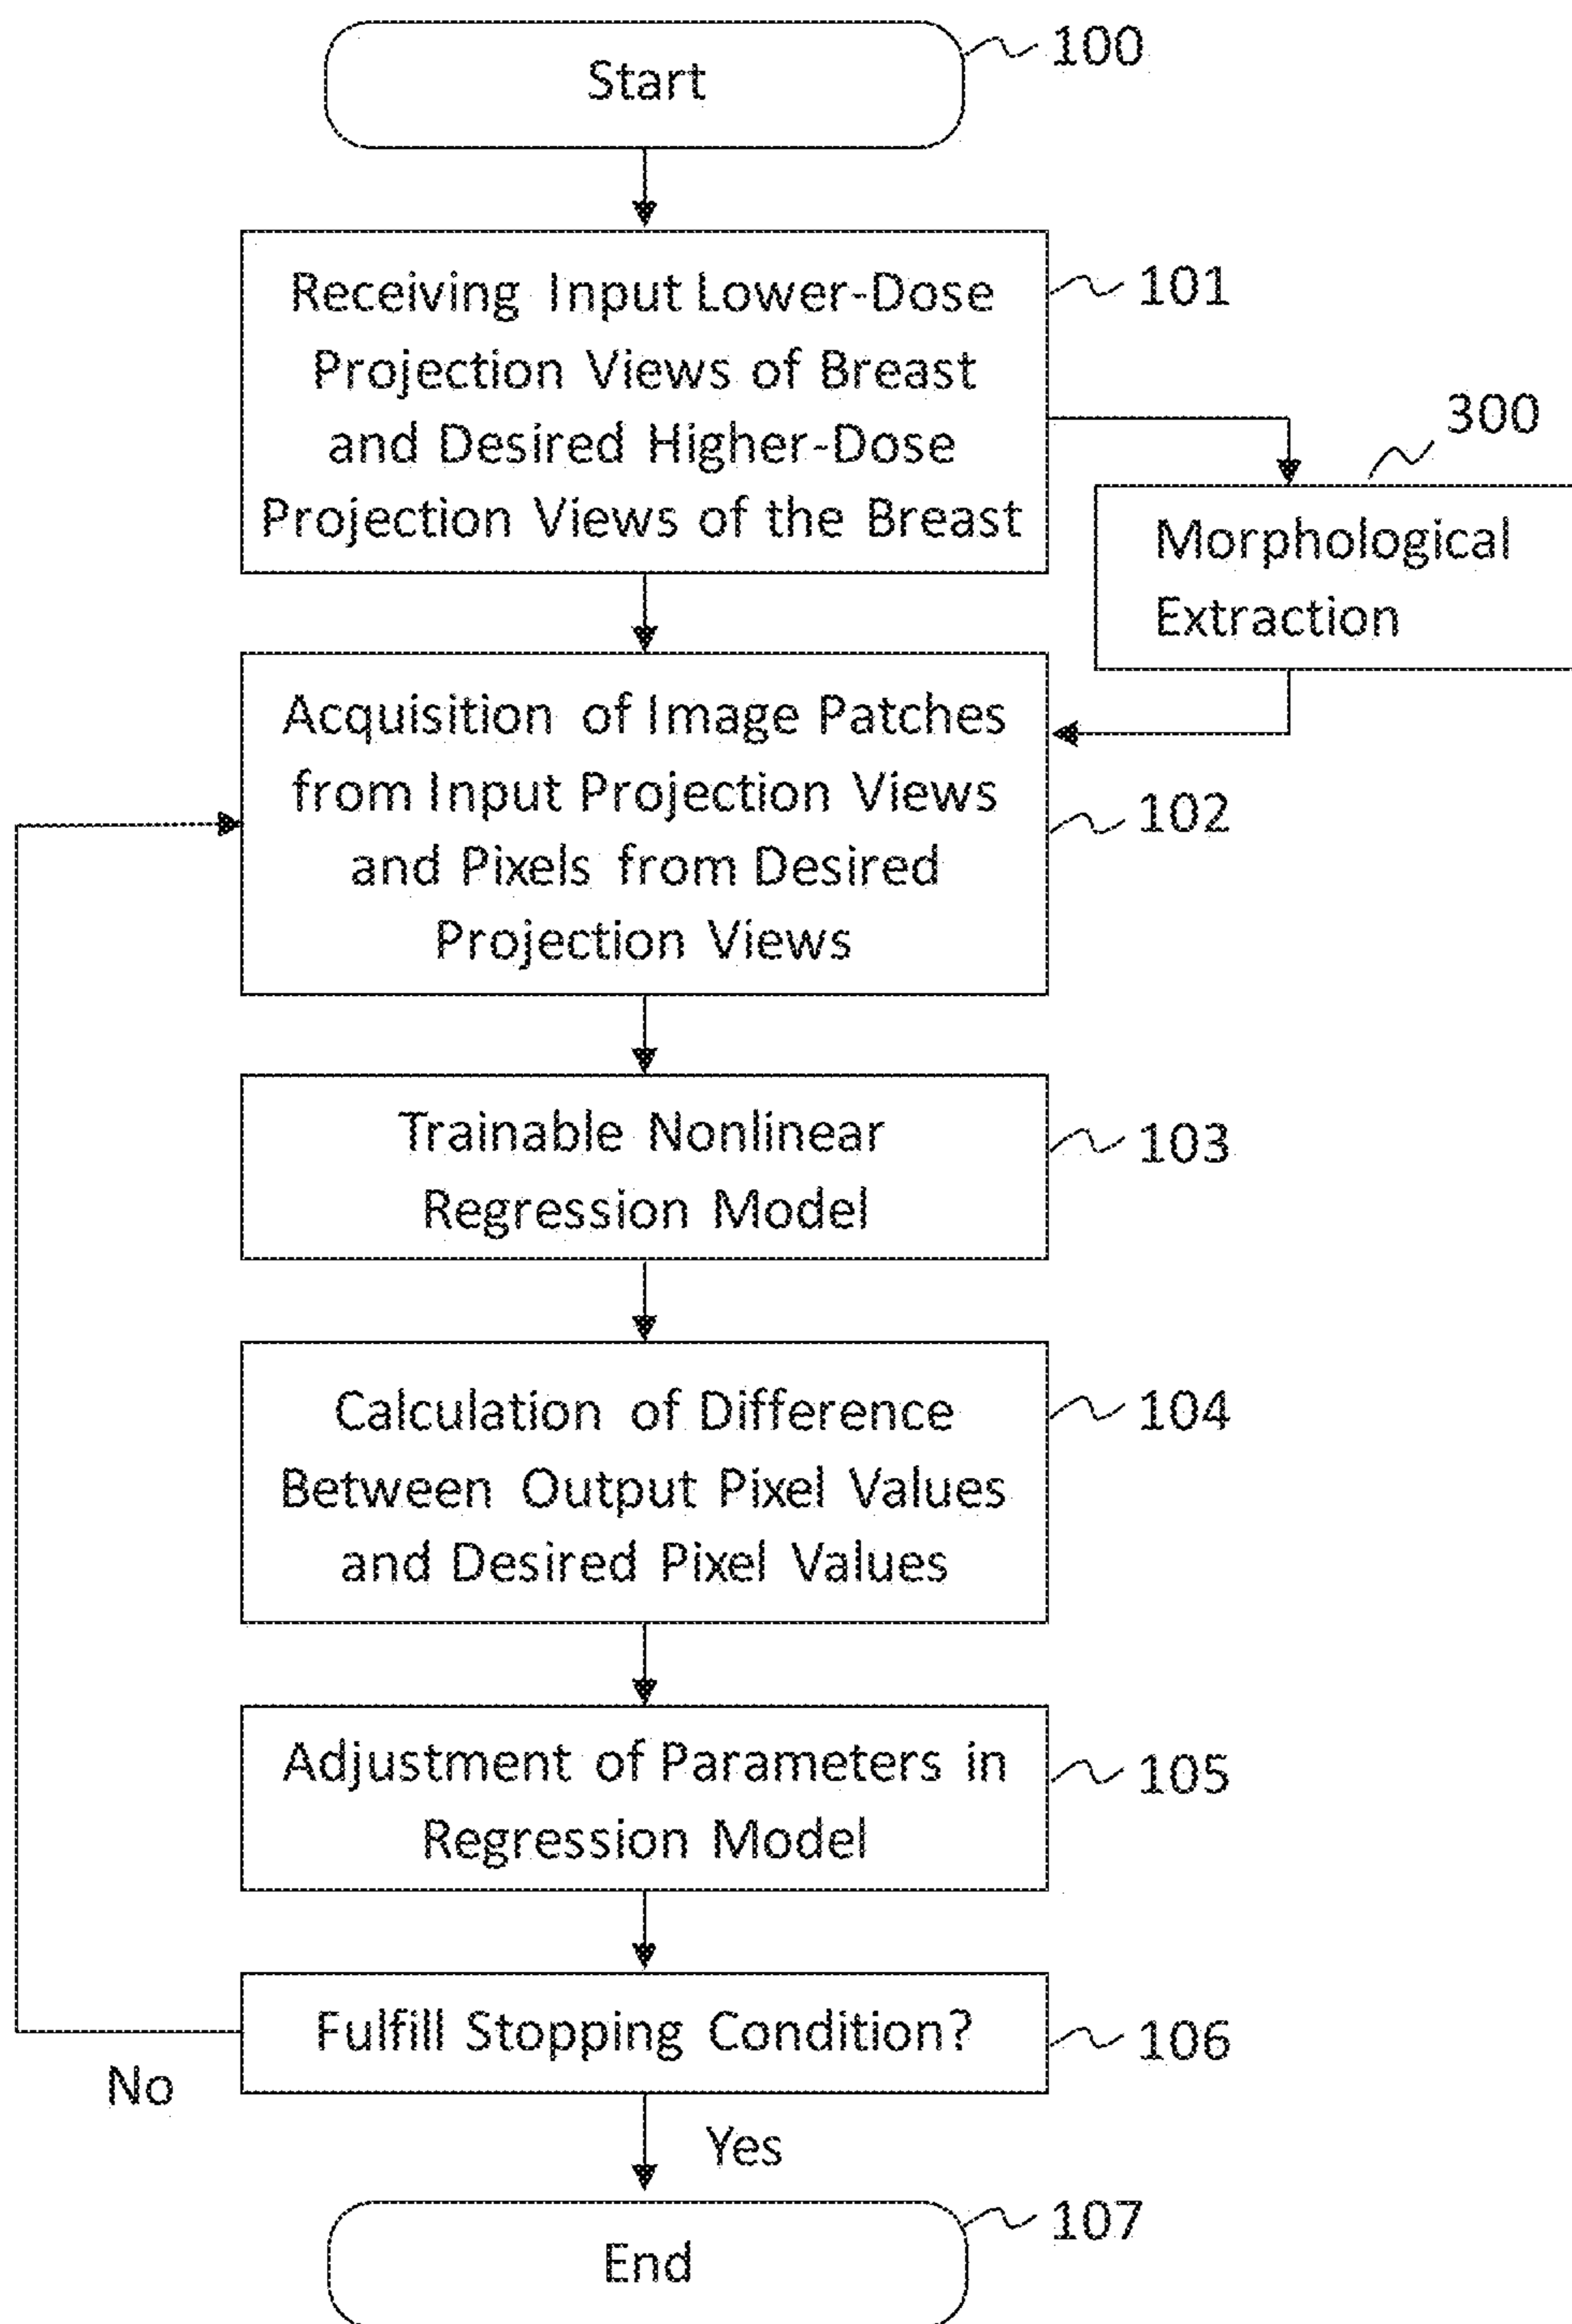 Start
100
Receiving Input Lower-Dose
Projection Views of Breast
and Desired Higher-Dose
Projection Views of the Breast
101
300
Morphological
Extraction
Acquisition of Image Patches
from Input Projection Views
and Pixels from Desired
Projection Views
102
Trainable Nonlinear
Regression Model
103
Calculation of Difference
Between Output Pixel Values
and Desired Pixel Values
104
Adjustment of Parameters in
Regression Model
105
Fulfill Stopping Condition?
106
No
Yes
End
107